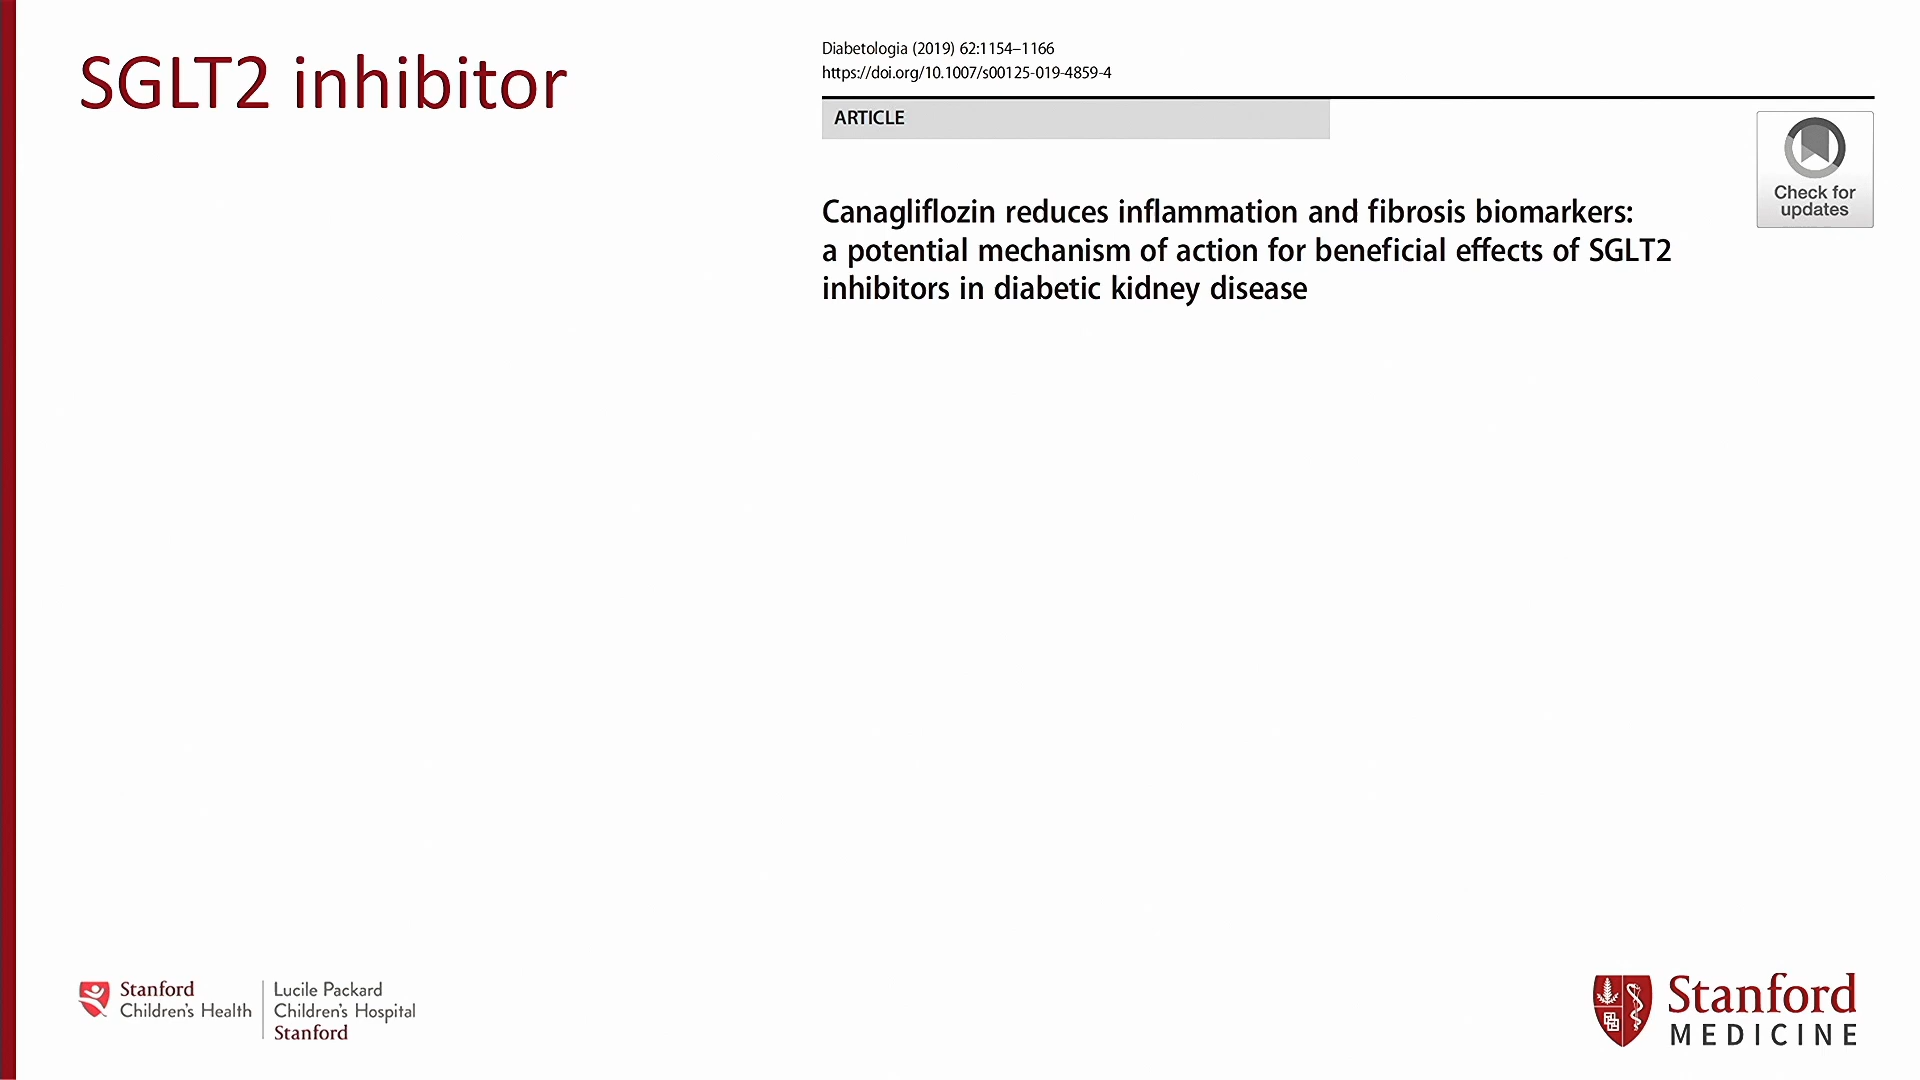 SGLT2 inhibitor
Diabetologia (2019) 62:1154–1166
https://doi.org/10.1007/s00125-019-4859-4
ARTICLE
Check for
updates
Canagliflozin reduces inflammation and fibrosis biomarkers:
a potential mechanism of action for beneficial effects of SGLT2
inhibitors in diabetic kidney disease
Stanford
Children's Health
Lucile Packard
Children's Hospital
Stanford
Stanford
MEDICINE